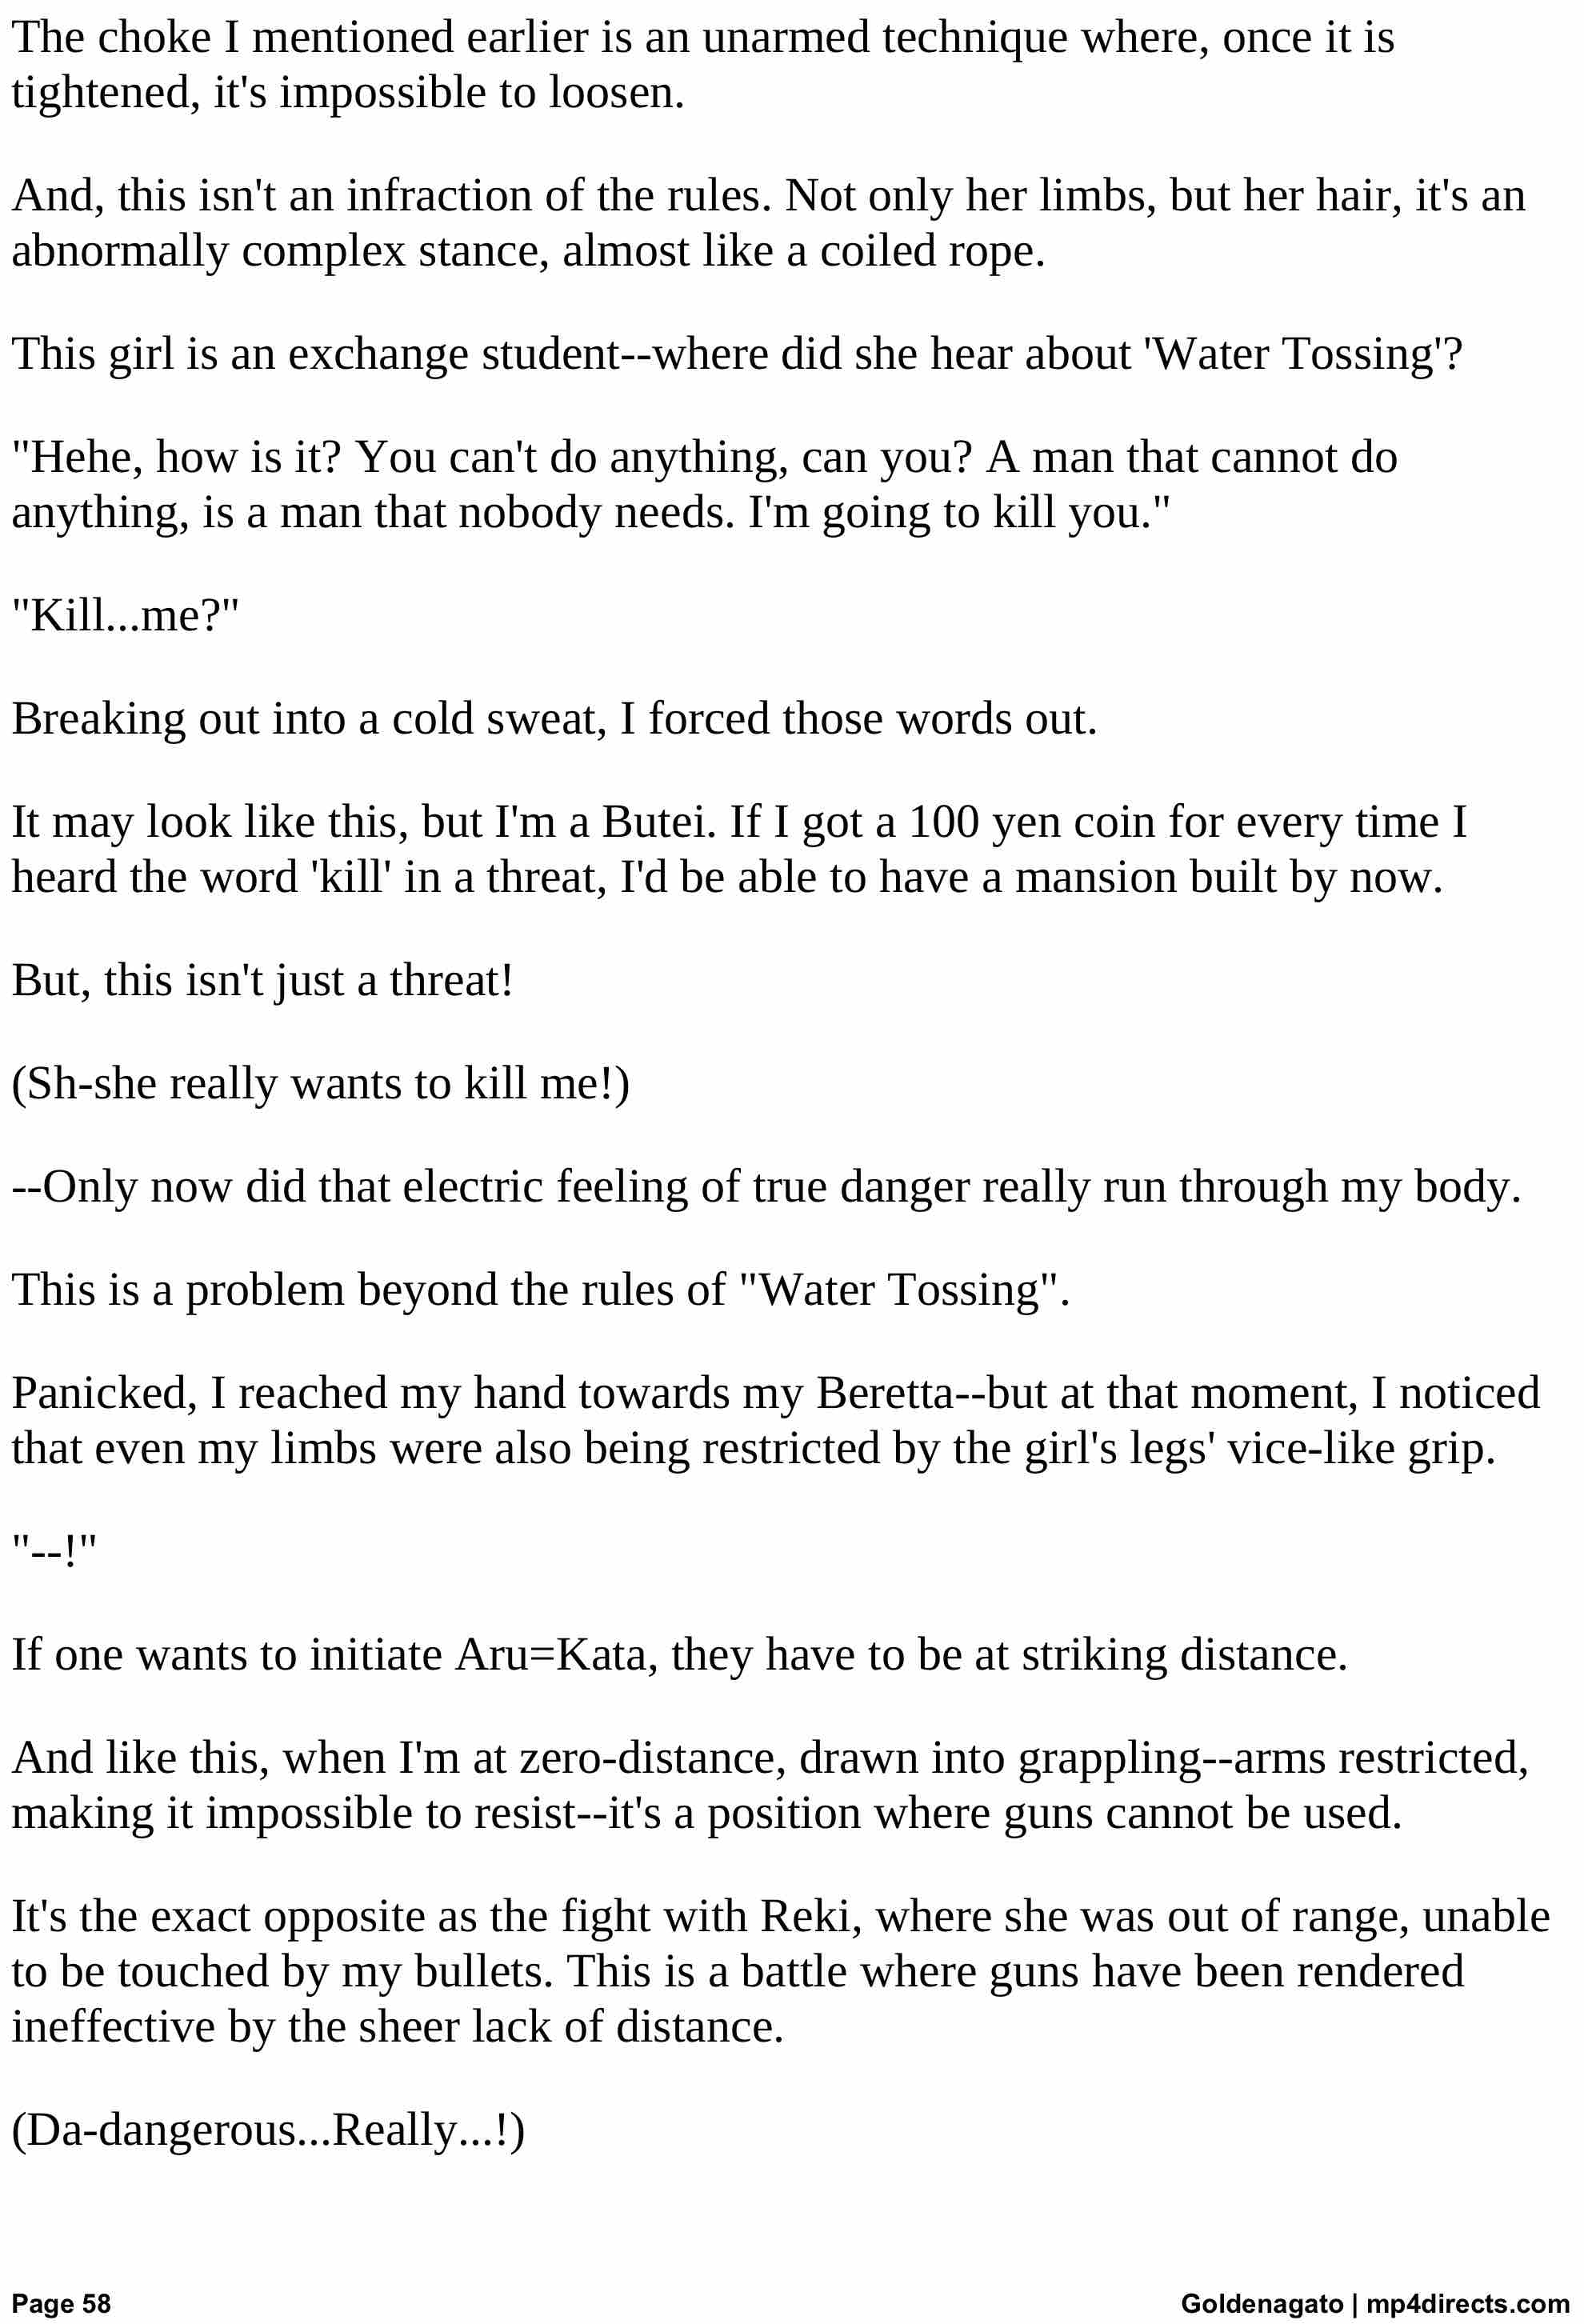 The choke I mentioned earlier is an unarmed technique where, once it is
tightened, it's impossible to loosen.
And, this isn't an infraction of the rules. Not only her limbs, but her hair, it's an
abnormally complex stance, almost like a coiled rope.
This girl is an exchange student--where did she hear about 'Water Tossing'?
"Hehe, how is it? You can't do anything, can you? A man that cannot do
anything, is a man that nobody needs. I'm going to kill you."
"Kill...me?"
Breaking out into a cold sweat, I forced those words out.
It may look like this, but I'm a Butei. If I got a 100 yen coin for every time I
heard the word 'kill' in a threat, I'd be able to have a mansion built by now.
But, this isn't just a threat!
(Sh-she really wants to kill me!)
--Only now did that electric feeling of true danger really run through my body.
This is a problem beyond the rules of "Water Tossing".
Panicked, I reached my hand towards my Beretta--but at that moment, I noticed
that even my limbs were also being restricted by the girl's legs' vice-like grip.
"--!"
If one wants to initiate Aru=Kata, they have to be at striking distance.
And like this, when I'm at zero-distance, drawn into grappling--arms restricted,
making it impossible to resist--it's a position where guns cannot be used.
It's the exact opposite as the fight with Reki, where she was out of range, unable
to be touched by my bullets. This is a battle where guns have been rendered
ineffective by the sheer lack of distance.
(Da-dangerous...Really...!)
Page 58
Goldenagato | mp4directs.com